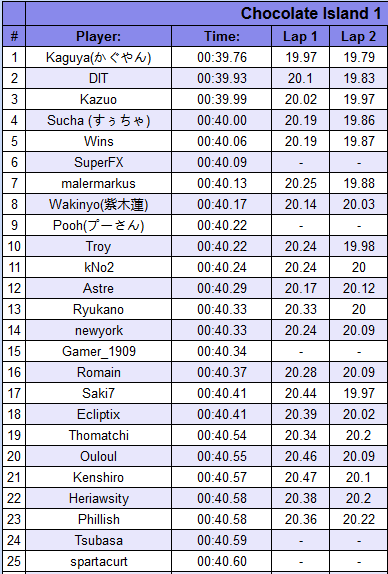 Chocolate Island 1
# Player: Time: Lap 1 Lap 2
1 Kaguya(かぐやん) 00:39.76 19.97 19.79
2 DIT 00:39.93 20.1 19.83
3 Kazuo 00:39.99 20.02 19.97
4 Sucha (すぅちゃ) 00:40.00 20.19 19.86
5 Wins 00:40.06 20.19 19.87
6 SuperFX 00:40.09 - -
7 malermarkus 00:40.13 20.25 19.88
8 Wakinyo(紫木蓮) 00:40.17 20.14 20.03
9 Pooh(プーさん) 00:40.22 - -
10 Troy 00:40.22 20.24 19.98
11 kNo2 00:40.24 20.24 20
12 Astre 00:40.29 20.17 20.12
13 Ryukano 00:40.33 20.33 20
14 newyork 00:40.33 20.24 20.09
15 Gamer_1909 00:40.34 - -
16 Romain 00:40.37 20.28 20.09
17 Saki7 00:40.41 20.44 19.97
18 Ecliptix 00:40.41 20.39 20.02
19 Thomatchi 00:40.54 20.34 20.2
20 Ouloul 00:40.55 20.46 20.09
21 Kenshiro 00:40.57 20.47 20.1
22 Heriawsity 00:40.58 20.38 20.2
23 Phillish 00:40.58 20.36 20.22
24 Tsubasa 00:40.59 - -
25 spartacurt 00:40.60 - -